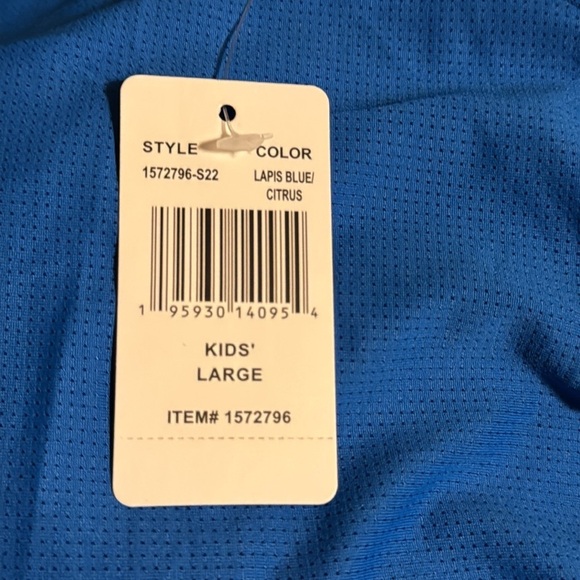 STYLE COLOR
1572796-S22 LAPIS BLUE/
CITRUS
1 95930 14095 4
KIDS'
LARGE
ITEM# 1572796